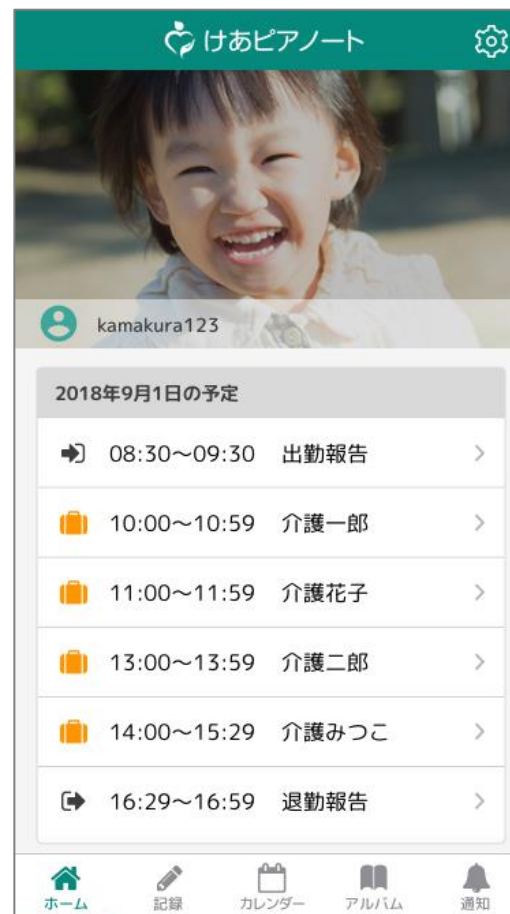 けあピアノート
kamakura123
2018年9月1日の予定
08:30～09:30 出勤報告
10:00～10:59 介護一郎
11:00～11:59 介護花子
13:00～13:59 介護二郎
14:00～15:29 介護みつこ
16:29～16:59 退勤報告
ホーム 記録 カレンダー アルバム 通知